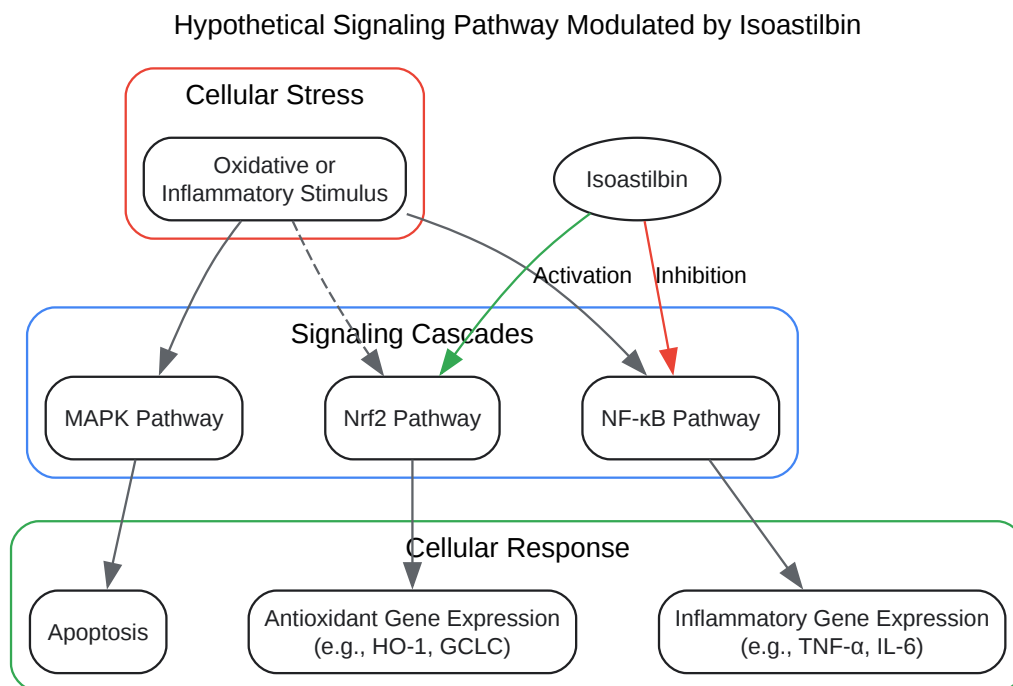 Hypothetical Signaling Pathway Modulated by Isoastilbin
Cellular Stress
Oxidative or
Inflammatory Stimulus
Isoastilbin
Activation
Inhibition
Signaling Cascades
MAPK Pathway
Nrf2 Pathway
NF-κB Pathway
Cellular Response
Apoptosis
Antioxidant Gene Expression
(e.g., HO-1, GCLC)
Inflammatory Gene Expression
(e.g., TNF-α, IL-6)